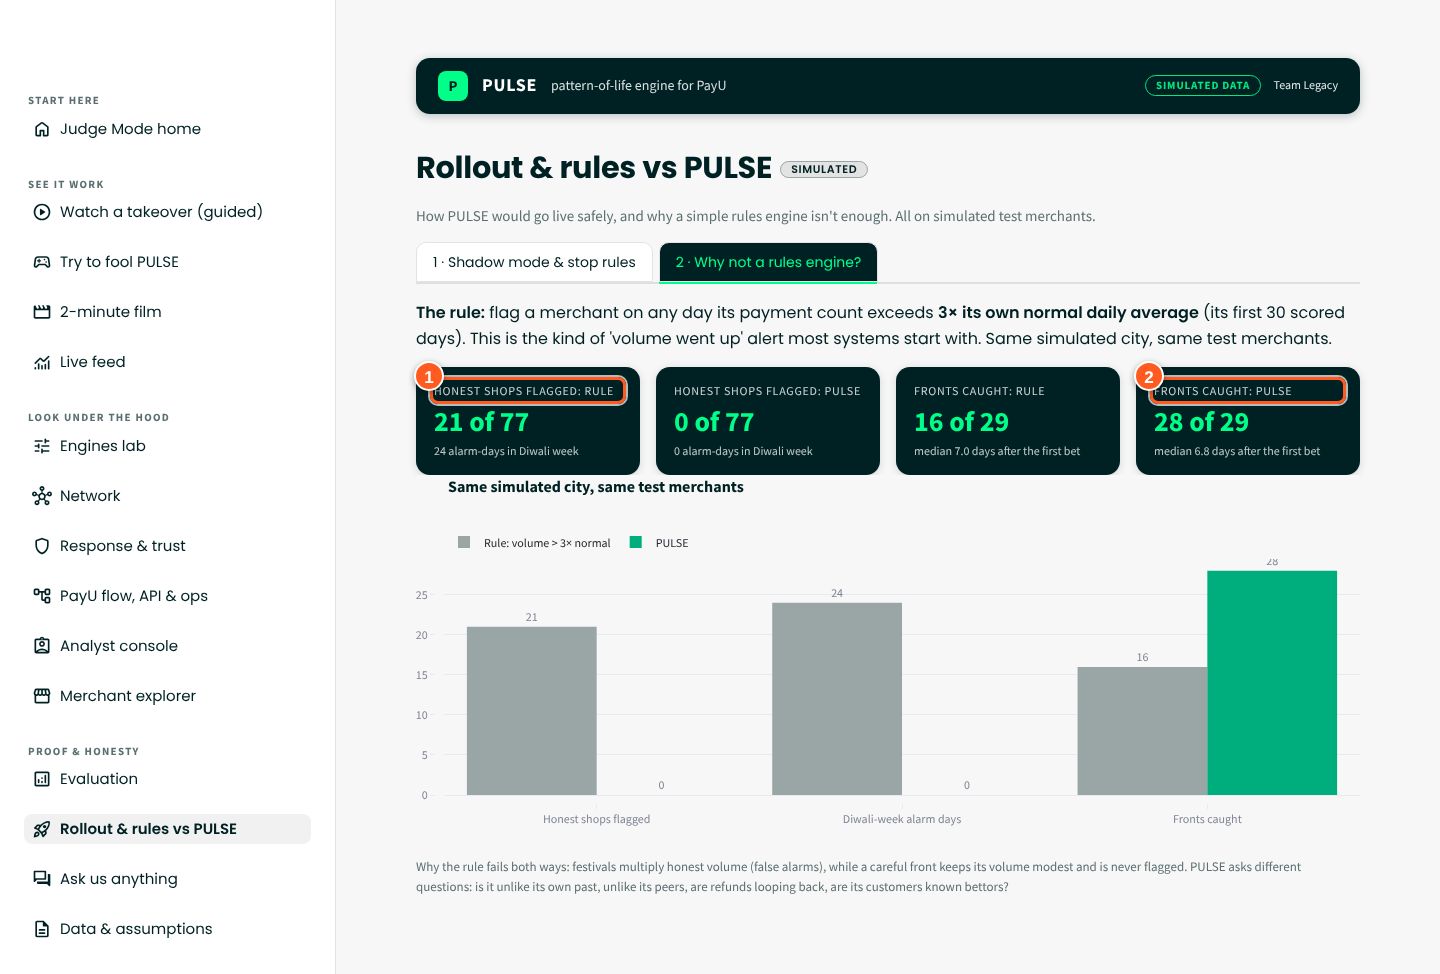 START HERE
Judge Mode home
SEE IT WORK
Watch a takeover (guided)
Try to fool PULSE
2-minute film
Live feed
LOOK UNDER THE HOOD
Engines lab
Network
Response & trust
PayU flow, API & ops
Analyst console
Merchant explorer
PROOF & HONESTY
Evaluation
Rollout & rules vs PULSE
Ask us anything
Data & assumptions
P PULSE pattern-of-life engine for PayU SIMULATED DATA Team Legacy
Rollout & rules vs PULSE SIMULATED
How PULSE would go live safely, and why a simple rules engine isn't enough. All on simulated test merchants.
1 · Shadow mode & stop rules 2 · Why not a rules engine?
The rule: flag a merchant on any day its payment count exceeds 3× its own normal daily average (its first 30 scored
days). This is the kind of 'volume went up' alert most systems start with. Same simulated city, same test merchants.
1
HONEST SHOPS FLAGGED: RULE
21 of 77
24 alarm-days in Diwali week
HONEST SHOPS FLAGGED: PULSE
0 of 77
0 alarm-days in Diwali week
FRONTS CAUGHT: RULE
16 of 29
median 7.0 days after the first bet
2
FRONTS CAUGHT: PULSE
28 of 29
median 6.8 days after the first bet
Same simulated city, same test merchants
Rule: volume > 3× normal PULSE
28
25
24
21
20
16
15
10
5
0 0 0
Honest shops flagged Diwali-week alarm days Fronts caught
Why the rule fails both ways: festivals multiply honest volume (false alarms), while a careful front keeps its volume modest and is never flagged. PULSE asks different
questions: is it unlike its own past, unlike its peers, are refunds looping back, are its customers known bettors?